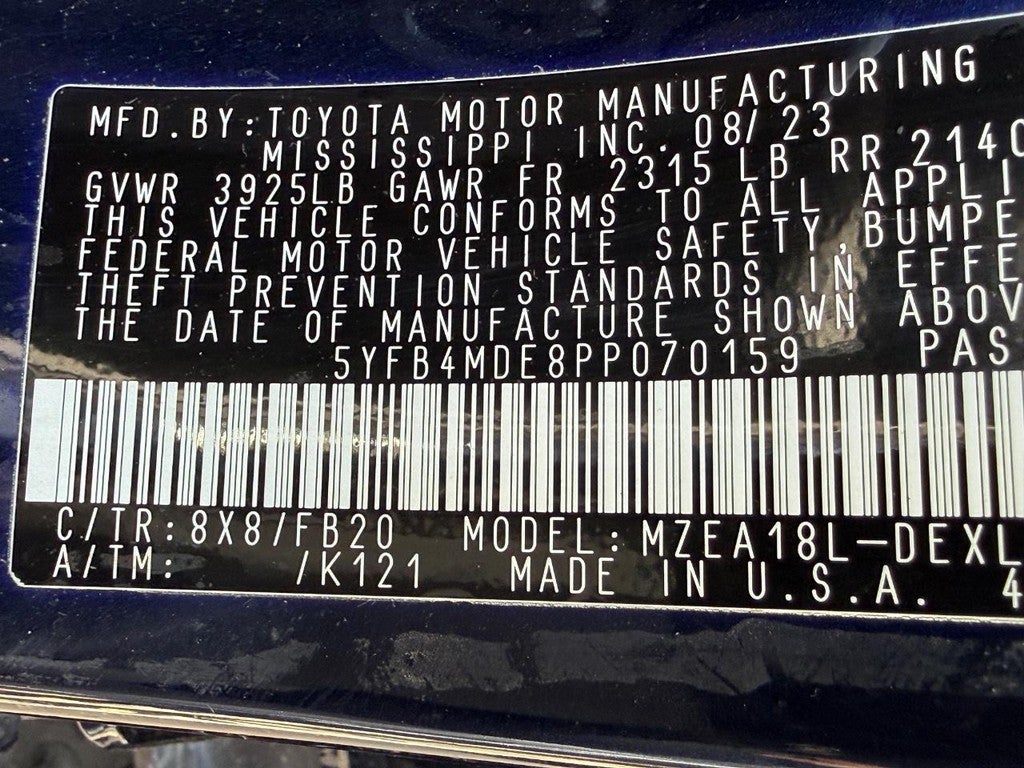 MFD.BY:TOYOTA MOTOR MANUFACTURING
MISSISSIPPI INC. 08/23
GVWR 3925LB GAWR FR 2315 LB RR 2140
THIS VEHICLE CONFORMS TO ALL APPLI
FEDERAL MOTOR VEHICLE SAFETY,BUMPE
THEFT PREVENTION STANDARDS IN EFFE
THE DATE OF MANUFACTURE SHOWN ABOV
5YFB4MDE8PP070159 PAS
C/TR:8X8/FB20 MODEL:MZEA18L-DEXL
A/TM: /K121 MADE IN U.S.A. 4